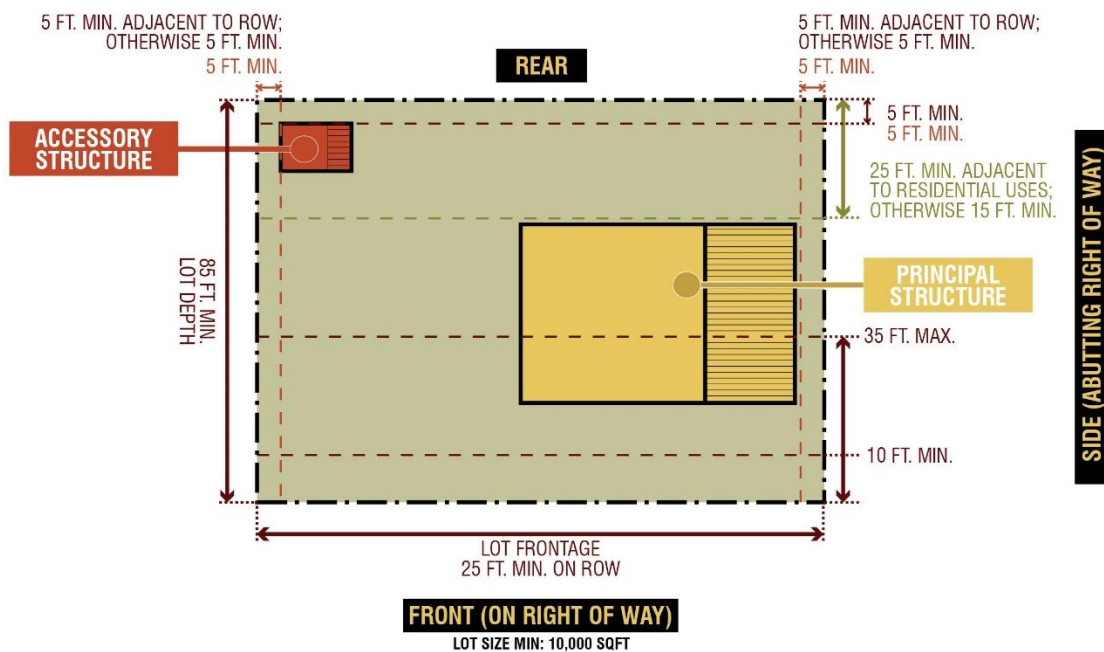 5 FT. MIN. ADJACENT TO ROW;
OTHERWISE 5 FT. MIN.
5 FT. MIN.
REAR
5 FT. MIN. ADJACENT TO ROW;
OTHERWISE 5 FT. MIN.
5 FT. MIN.
ACCESSORY
STRUCTURE
5 FT. MIN.
5 FT. MIN.
25 FT. MIN. ADJACENT
TO RESIDENTIAL USES;
OTHERWISE 15 FT. MIN.
85 FT. MIN.
LOT DEPTH
PRINCIPAL
STRUCTURE
35 FT. MAX.
10 FT. MIN.
SIDE (ABUTTING RIGHT OF WAY)
LOT FRONTAGE
25 FT. MIN. ON ROW
FRONT (ON RIGHT OF WAY)
LOT SIZE MIN: 10,000 SQFT